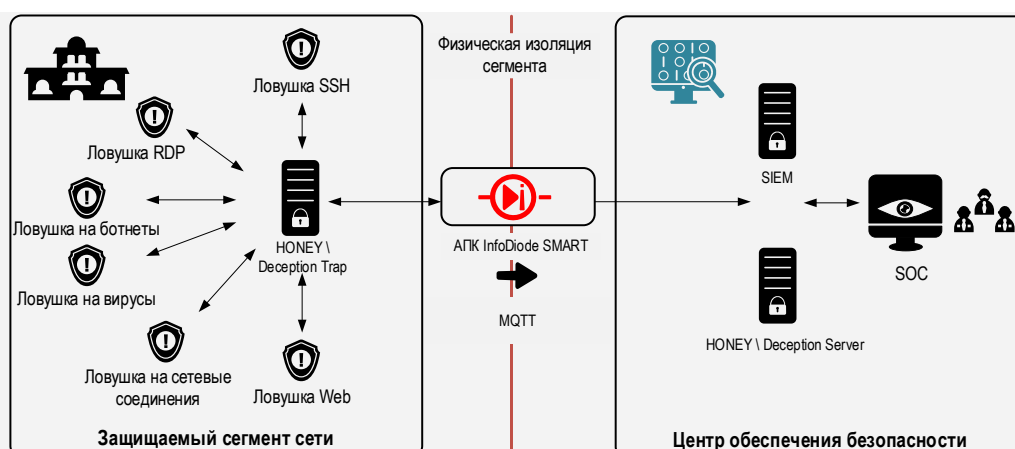 Физическая изоляция
сегмента
Ловушка SSH
Ловушка RDP
Ловушка на ботнеты
Ловушка на вирусы
Ловушка на сетевые
соединения
Ловушка Web
HONEY \
Deception Trap
Защищаемый сегмент сети
АПК InfoDiode SMART
MQTT
SIEM
SOC
HONEY \ Deception Server
Центр обеспечения безопасности